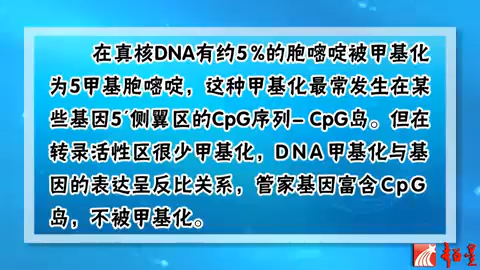 在真核DNA有约5%的胞嘧啶被甲基化
为5甲基胞嘧啶，这种甲基化最常发生在某
些基因5'侧翼区的CpG序列– CpG岛。但在
转录活性区很少甲基化，DNA甲基化与基
因的表达呈反比关系，管家基因富含CpG
岛，不被甲基化。